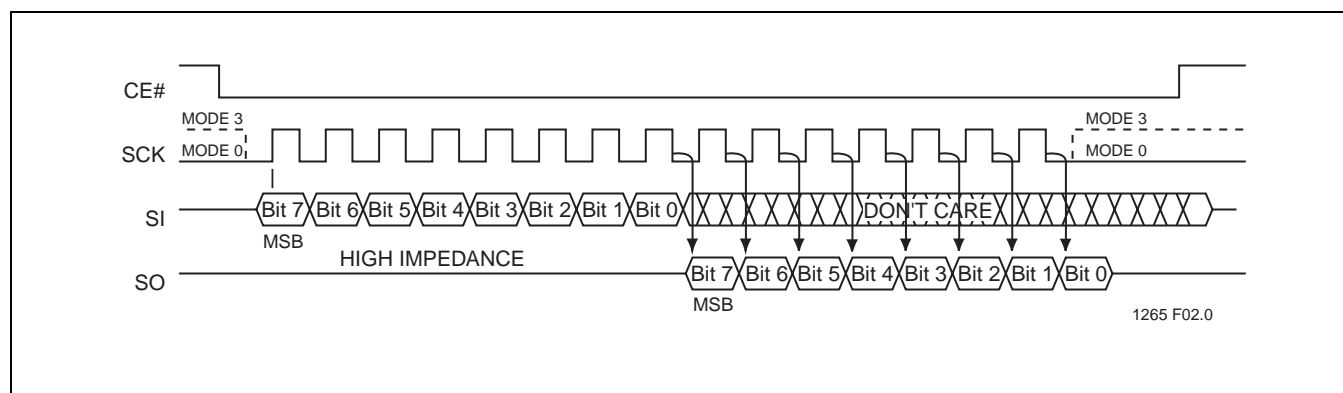 CE#
MODE 3
MODE 3
SCK
MODE 0
MODE 0
SI
Bit 7 Bit 6 Bit 5 Bit 4 Bit 3 Bit 2 Bit 1 Bit 0
DON'T CARE
MSB
HIGH IMPEDANCE
SO
Bit 7 Bit 6 Bit 5 Bit 4 Bit 3 Bit 2 Bit 1 Bit 0
MSB
1265 F02.0